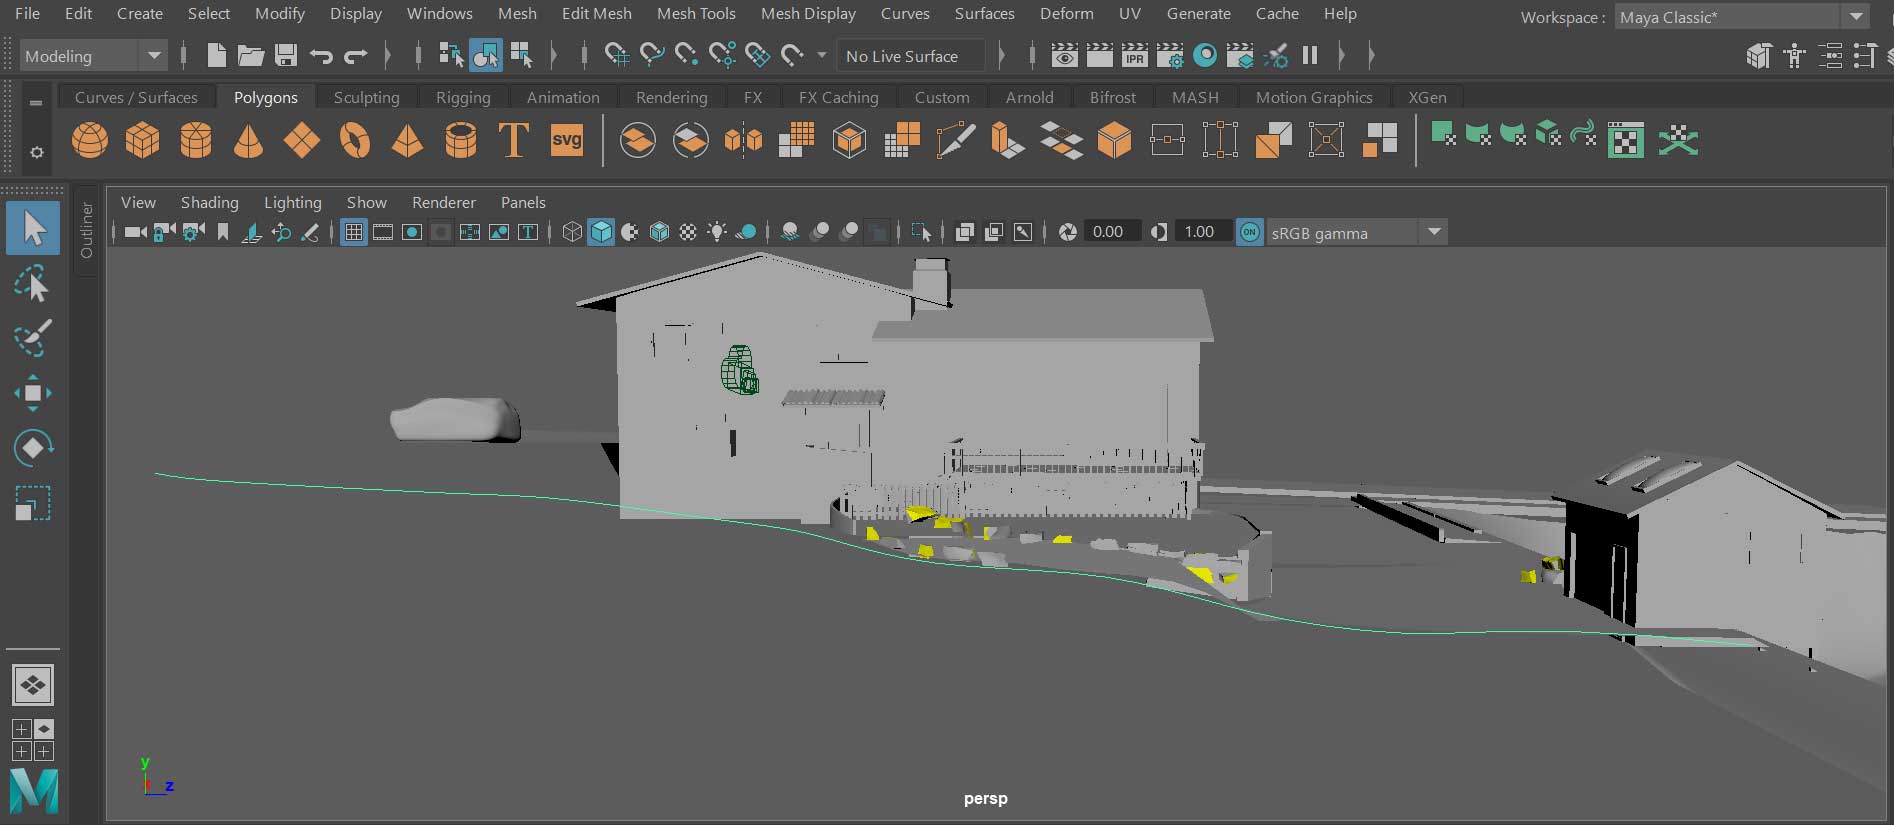 File Edit Create Select Modify Display Windows Mesh Edit Mesh Mesh Tools Mesh Display Curves Surfaces Deform UV Generate Cache Help Workspace : Maya Classic*
Modeling No Live Surface IPR
Curves / Surfaces Polygons Sculpting Rigging Animation Rendering FX FX Caching Custom Arnold Bifrost MASH Motion Graphics XGen
T svg
Outliner
View Shading Lighting Show Renderer Panels
T 0.00 1.00 ON sRGB gamma
y
z
persp
M